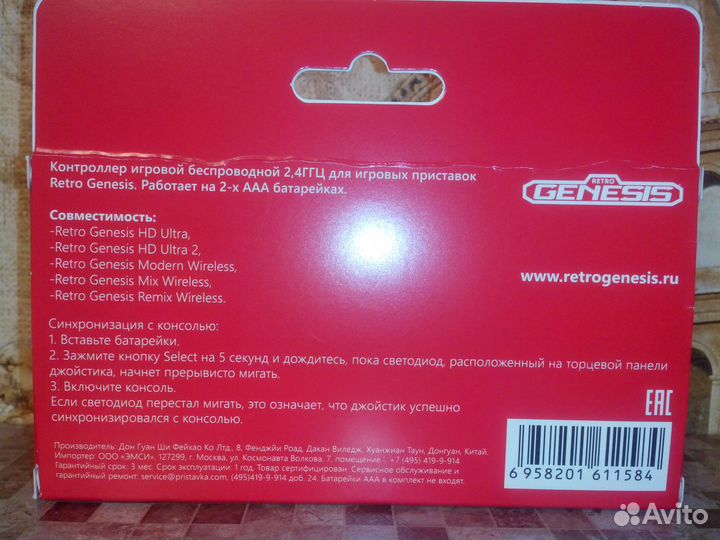 Контроллер игровой беспроводной 2,4ГГЦ для игровых приставок
Retro Genesis. Работает на 2-х ААА батарейках.
RETRO
GENESIS
Совместимость:
-Retro Genesis HD Ultra,
-Retro Genesis HD Ultra 2,
-Retro Genesis Modern Wireless,
-Retro Genesis Mix Wireless,
-Retro Genesis Remix Wireless.
www.retrogenesis.ru
Синхронизация с консолью:
1. Вставьте батарейки.
2. Зажмите кнопку Select на 5 секунд и дождитесь, пока светодиод, расположенный на торцевой панели
джойстика, начнет прерывисто мигать.
3. Включите консоль.
Если светодиод перестал мигать, это означает, что джойстик успешно
синхронизировался с консолью.
EAC
Производитель: Дон Гуан Ши Фейхао Ко Лтд., 8, Фенджйи Роад, Дакан Виледж, Хуанжиан Таун, Донгуан, Китай.
Импортер: ООО «ЭМСИ», 127299, г. Москва, ул. Космонавта Волкова. 7, помещение 1, +7 (495) 419-9-914
Гарантийный срок: 3 мес. Срок эксплуатации: 1 год. Товар сертифицирован. Сервисное обслуживание и
гарантийный ремонт: service@pristavka.com, (495)419-9-914 доб. 24. Батарейки ААА в комплект не входят.
6 958201 611584
Avito